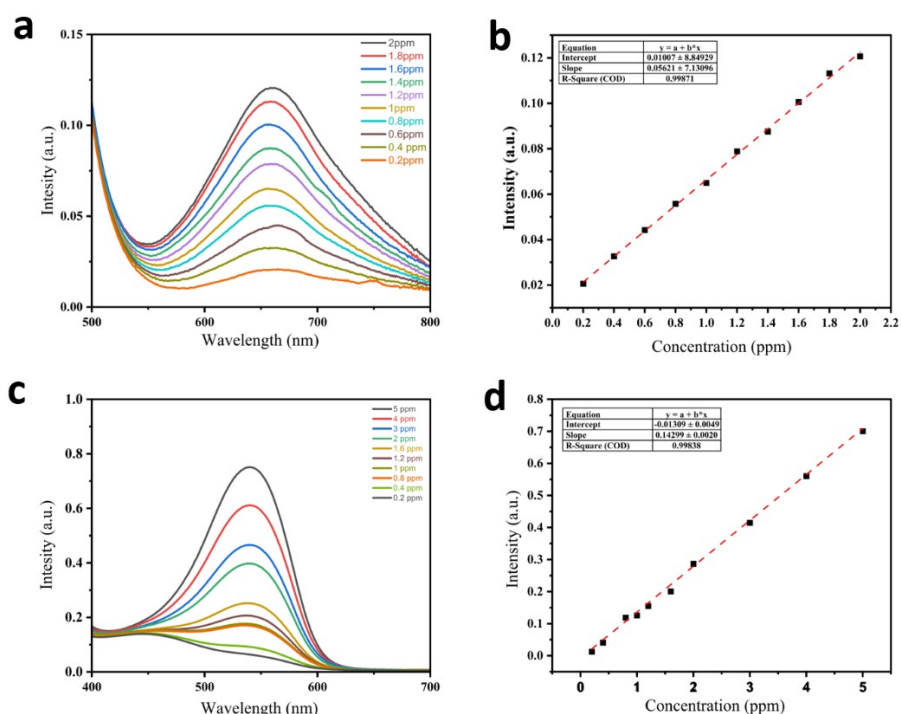 a
0.15
0.10
0.05
0.00
500
600
700
800
Intesity (a.u.)
Wavelength (nm)
2ppm
1.8ppm
1.6ppm
1.4ppm
1.2ppm
1ppm
0.8ppm
0.6ppm
0.4 ppm
0.2ppm
b
Equation y = a + b*x
Intercept 0.01007 ± 8.84929
Slope 0.05621 ± 7.13096
R-Square (COD) 0.99871
0.12
0.10
0.08
0.06
0.04
0.02
0.0 0.2 0.4 0.6 0.8 1.0 1.2 1.4 1.6 1.8 2.0 2.2
Intensity (a.u.)
Concentration (ppm)
c
1.0
0.8
0.6
0.4
0.2
0.0
400
500
600
700
Intesity (a.u.)
Wavelength (nm)
5 ppm
4 ppm
3 ppm
2 ppm
1.6 ppm
1.2 ppm
1 ppm
0.8 ppm
0.4 ppm
0.2 ppm
d
Equation y = a + b*x
Intercept -0.01309 ± 0.0049
Slope 0.14299 ± 0.0020
R-Square (COD) 0.99838
0.8
0.7
0.6
0.5
0.4
0.3
0.2
0.1
0.0
0 1 2 3 4 5
Intensity (a.u.)
Concentration (ppm)